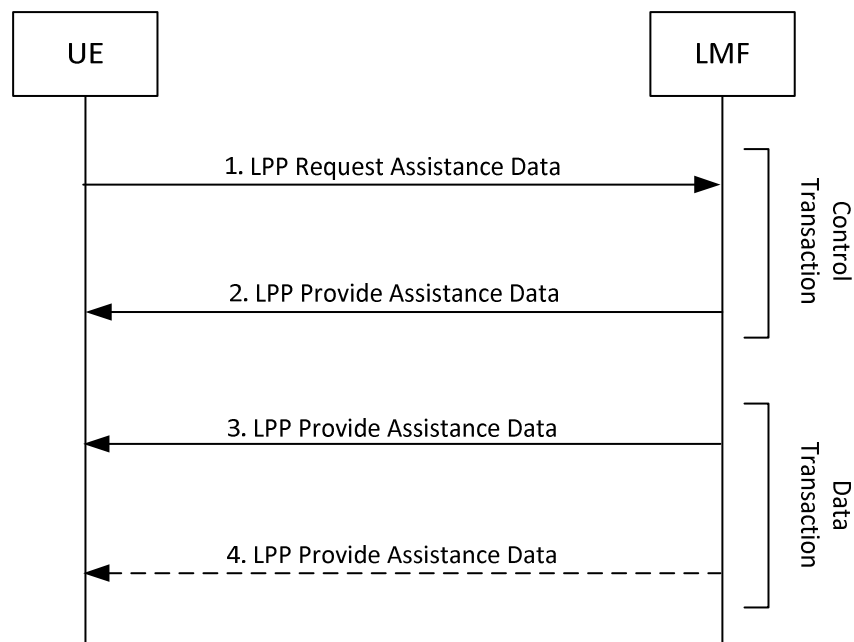 UE
LMF
1. LPP Request Assistance Data
2. LPP Provide Assistance Data
Control
Transaction
3. LPP Provide Assistance Data
4. LPP Provide Assistance Data
Data
Transaction